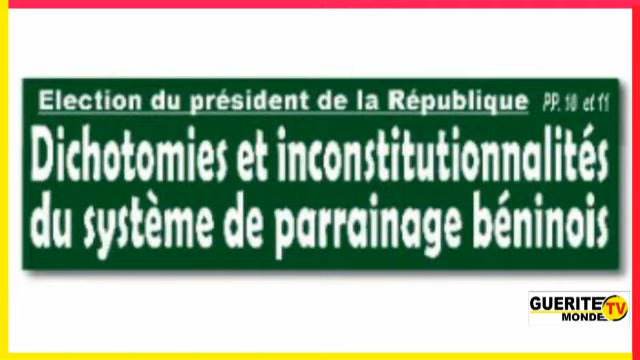 Election du président de la République PP. 10 et 11
Dichotomies et inconstitutionnalités
du système de parrainage béninois
GUERITE TV
MONDE